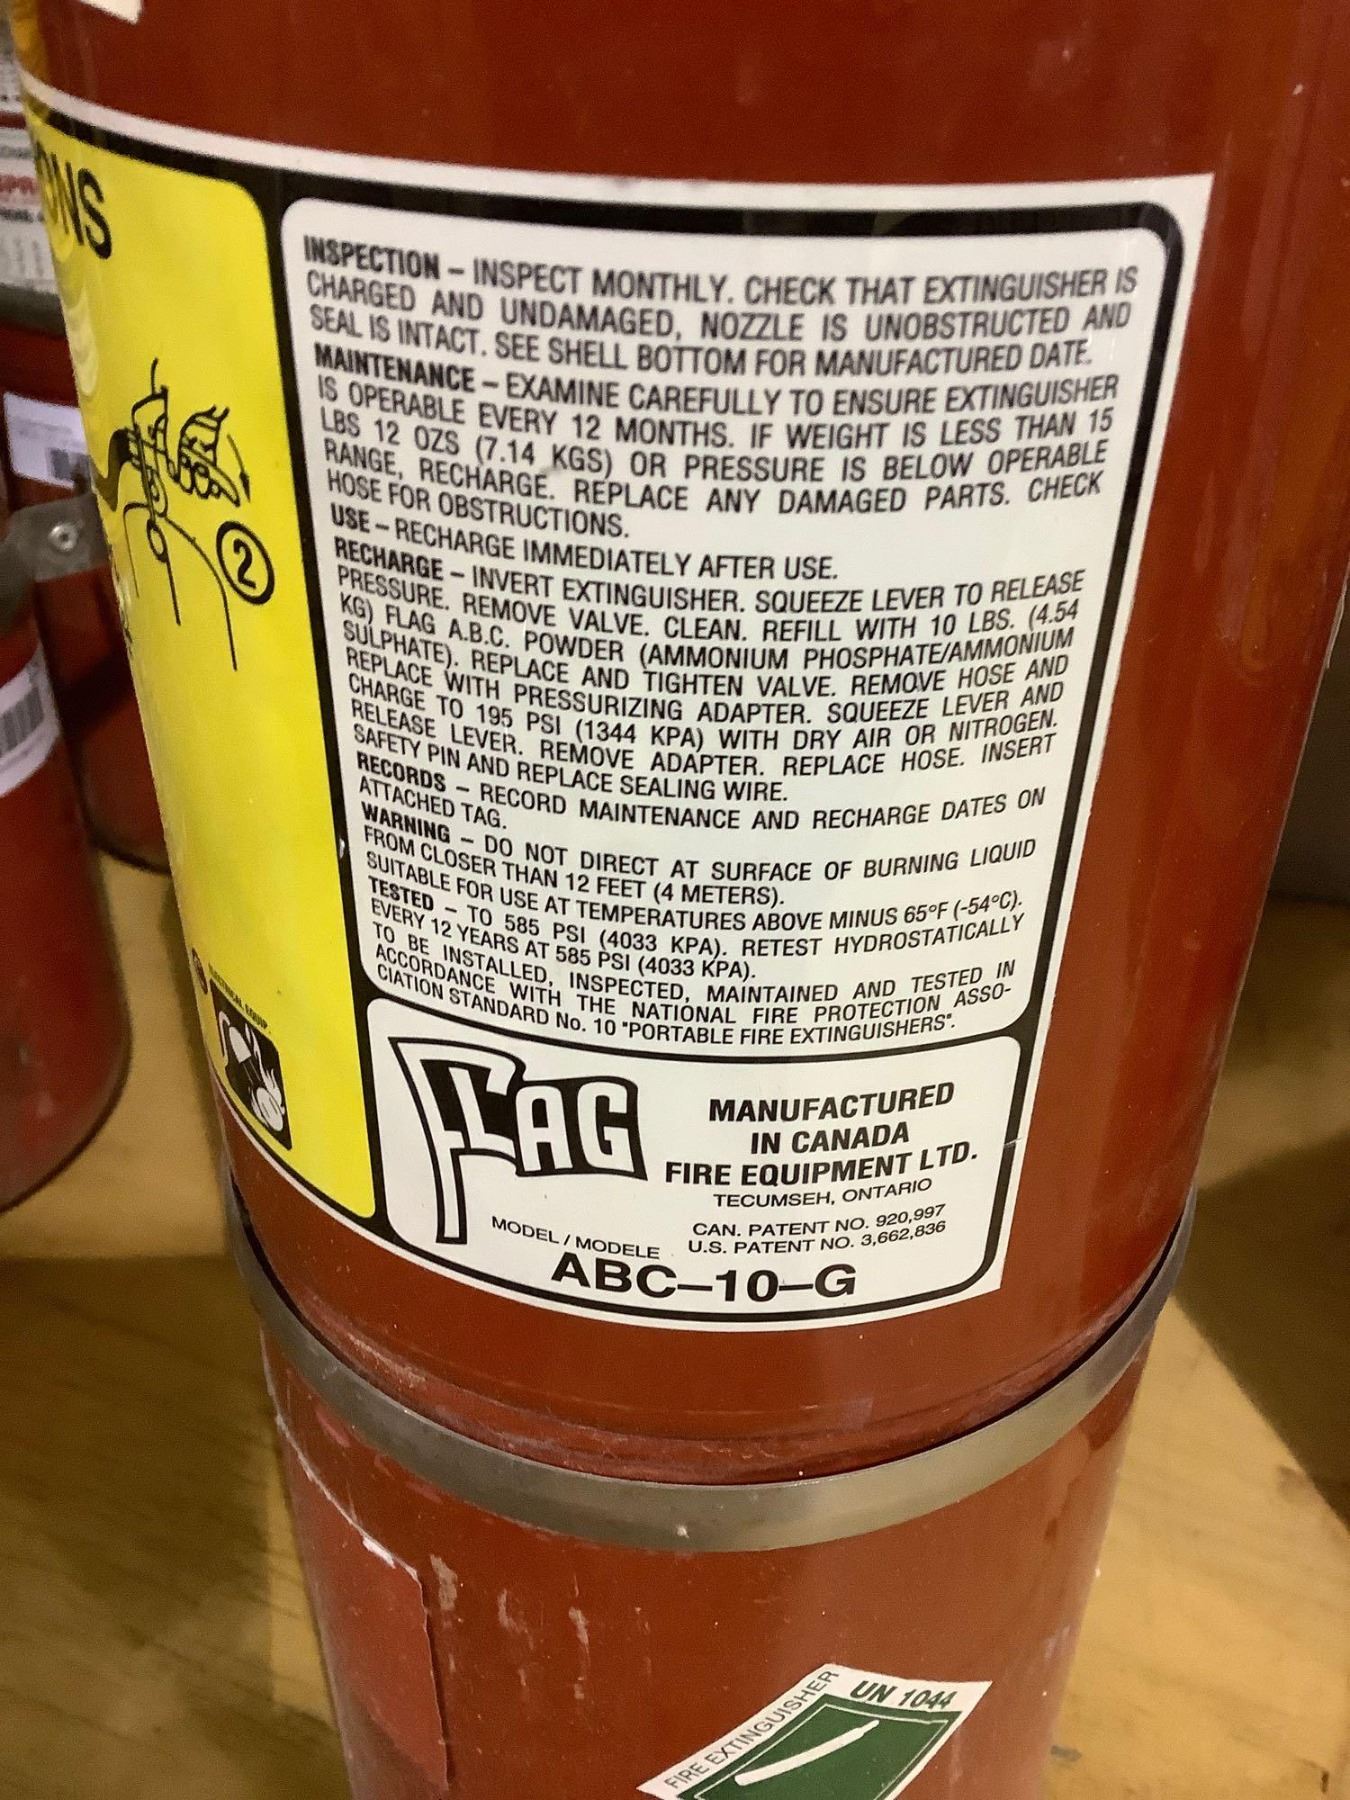 ONS
2
ELECTRICAL EQUIP.
INSPECTION – INSPECT MONTHLY. CHECK THAT EXTINGUISHER IS
CHARGED AND UNDAMAGED, NOZZLE IS UNOBSTRUCTED AND
SEAL IS INTACT. SEE SHELL BOTTOM FOR MANUFACTURED DATE.
MAINTENANCE – EXAMINE CAREFULLY TO ENSURE EXTINGUISHER
IS OPERABLE EVERY 12 MONTHS. IF WEIGHT IS LESS THAN 15
LBS 12 OZS (7.14 KGS) OR PRESSURE IS BELOW OPERABLE
RANGE, RECHARGE. REPLACE ANY DAMAGED PARTS. CHECK
HOSE FOR OBSTRUCTIONS.
USE – RECHARGE IMMEDIATELY AFTER USE.
RECHARGE – INVERT EXTINGUISHER. SQUEEZE LEVER TO RELEASE
PRESSURE. REMOVE VALVE. CLEAN. REFILL WITH 10 LBS. (4.54
KG) FLAG A.B.C. POWDER (AMMONIUM PHOSPHATE/AMMONIUM
SULPHATE). REPLACE AND TIGHTEN VALVE. REMOVE HOSE AND
REPLACE WITH PRESSURIZING ADAPTER. SQUEEZE LEVER AND
CHARGE TO 195 PSI (1344 KPA) WITH DRY AIR OR NITROGEN.
RELEASE LEVER. REMOVE ADAPTER. REPLACE HOSE. INSERT
SAFETY PIN AND REPLACE SEALING WIRE.
RECORDS – RECORD MAINTENANCE AND RECHARGE DATES ON
ATTACHED TAG.
WARNING – DO NOT DIRECT AT SURFACE OF BURNING LIQUID
FROM CLOSER THAN 12 FEET (4 METERS).
SUITABLE FOR USE AT TEMPERATURES ABOVE MINUS 65°F (-54°C).
TESTED – TO 585 PSI (4033 KPA). RETEST HYDROSTATICALLY
EVERY 12 YEARS AT 585 PSI (4033 KPA).
TO BE INSTALLED, INSPECTED, MAINTAINED AND TESTED IN
ACCORDANCE WITH THE NATIONAL FIRE PROTECTION ASSO-
CIATION STANDARD No. 10 "PORTABLE FIRE EXTINGUISHERS".
FLAG
MANUFACTURED
IN CANADA
FIRE EQUIPMENT LTD.
TECUMSEH, ONTARIO
CAN. PATENT NO. 920,997
U.S. PATENT NO. 3,662,836
MODEL / MODELE
ABC–10–G
FIRE EXTINGUISHER
UN 1044